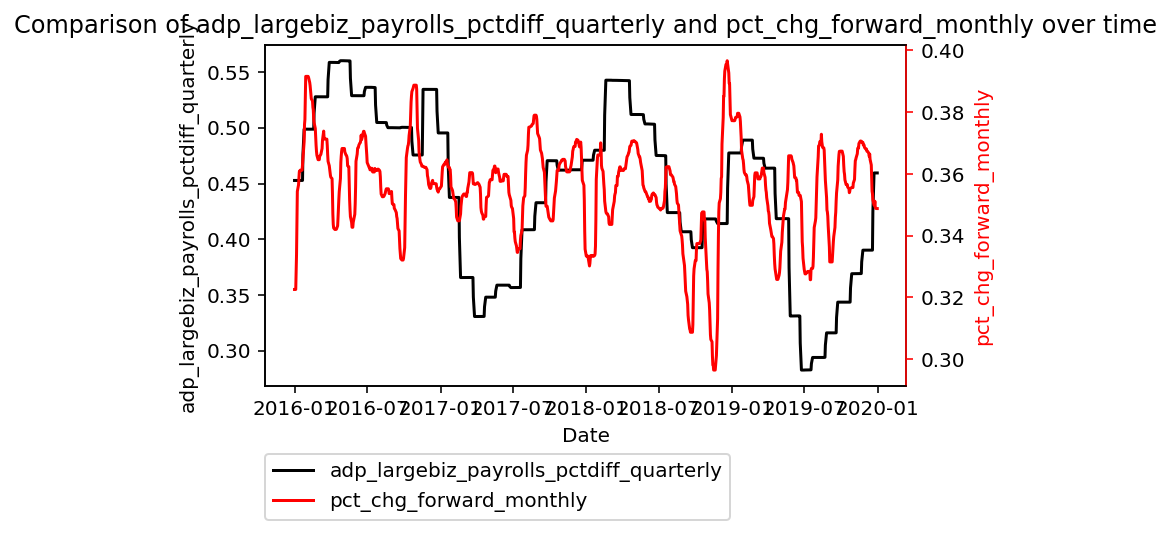 Comparison of adp_largebiz_payrolls_pctdiff_quarterly and pct_chg_forward_monthly over time
adp_largebiz_payrolls_pctdiff_quarterly
0.55
0.50
0.45
0.40
0.35
0.30
0.40
0.38
0.36
0.34
0.32
0.30
pct_chg_forward_monthly
2016-01 2016-07 2017-01 2017-07 2018-01 2018-07 2019-01 2019-07 2020-01
Date
adp_largebiz_payrolls_pctdiff_quarterly
pct_chg_forward_monthly